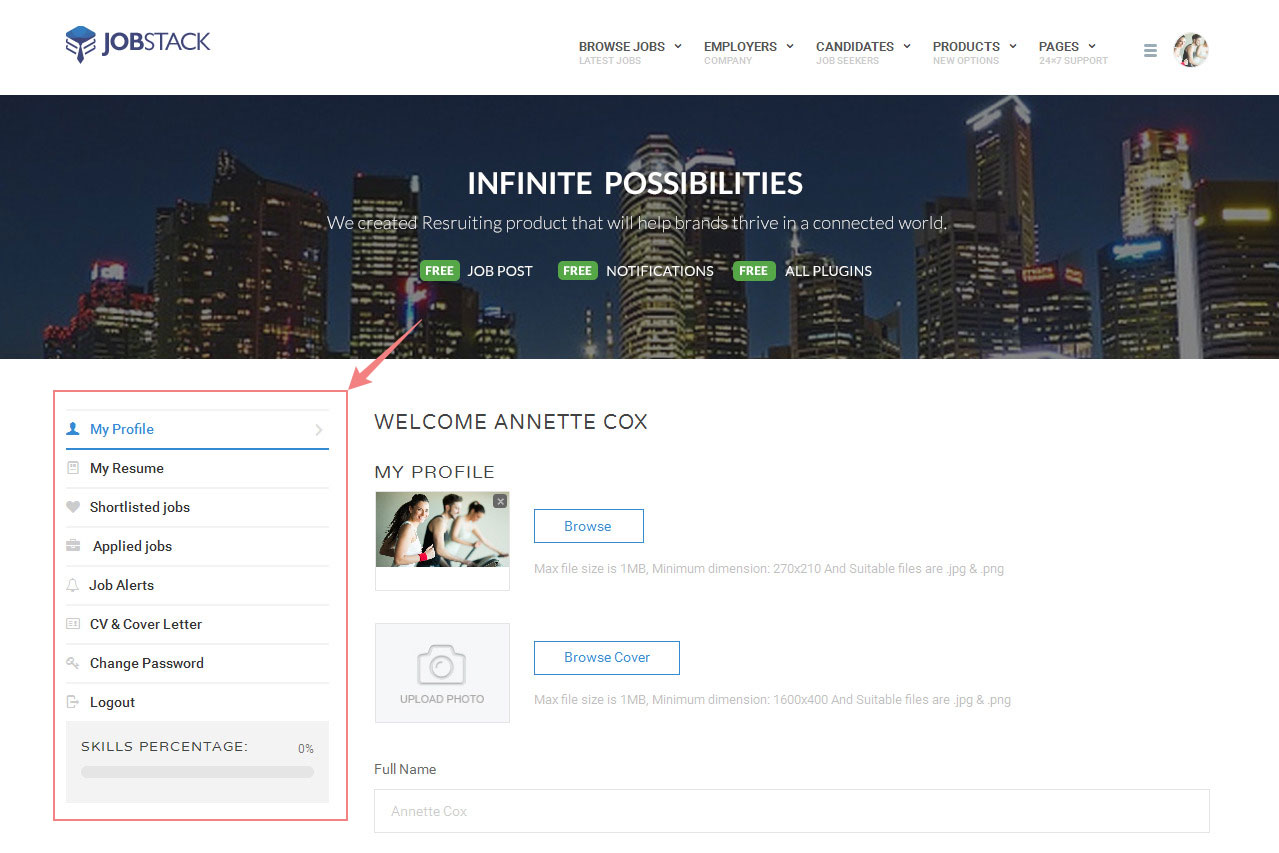 JOBSTACK
BROWSE JOBS EMPLOYERS CANDIDATES PRODUCTS PAGES
LATEST JOBS COMPANY JOB SEEKERS NEW OPTIONS 24×7 SUPPORT
INFINITE POSSIBILITIES
We created Resruiting product that will help brands thrive in a connected world.
FREE JOB POST FREE NOTIFICATIONS FREE ALL PLUGINS
My Profile
My Resume
Shortlisted jobs
Applied jobs
Job Alerts
CV & Cover Letter
Change Password
Logout
SKILLS PERCENTAGE: 0%
WELCOME ANNETTE COX
MY PROFILE
Browse
Max file size is 1MB, Minimum dimension: 270x210 And Suitable files are .jpg & .png
UPLOAD PHOTO
Browse Cover
Max file size is 1MB, Minimum dimension: 1600x400 And Suitable files are .jpg & .png
Full Name
Annette Cox